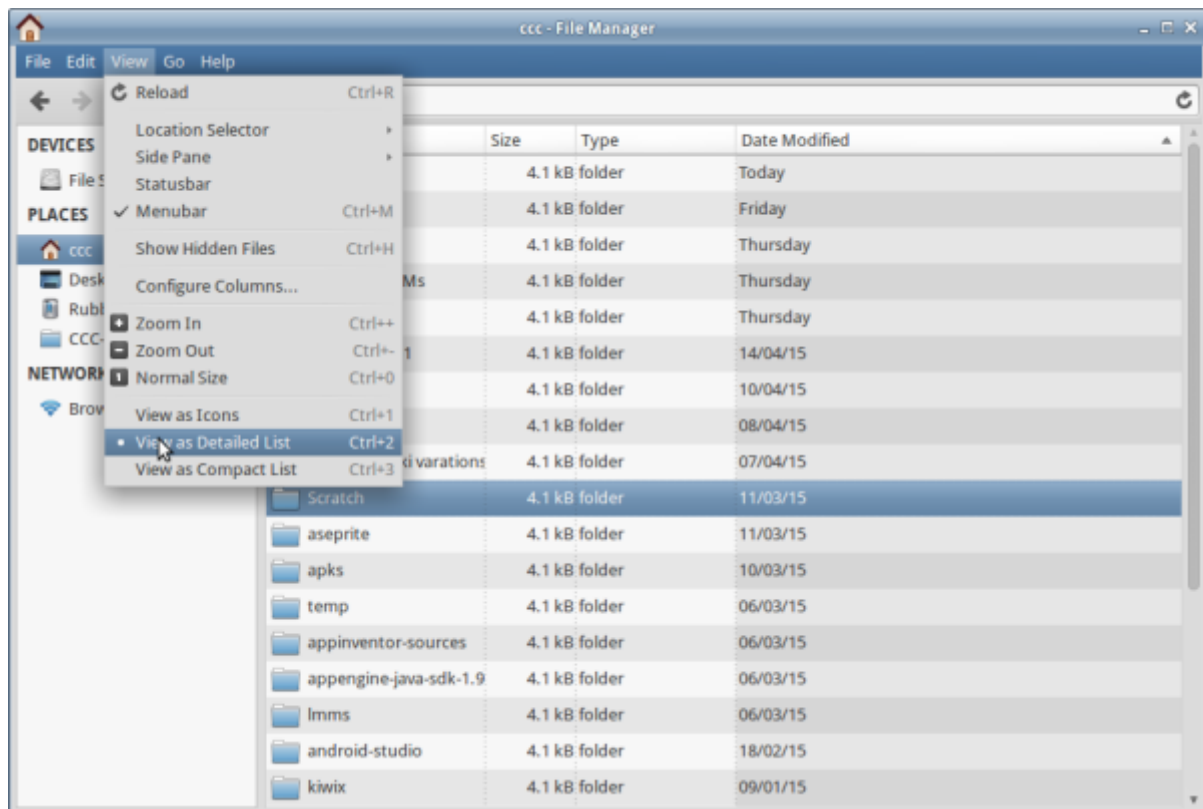 ccc - File Manager
File Edit View Go Help
Reload Ctrl+R
Location Selector
Side Pane
Statusbar
Menubar Ctrl+M
Show Hidden Files Ctrl+H
Configure Columns...
Zoom In Ctrl++
Zoom Out Ctrl+-
Normal Size Ctrl+0
View as Icons Ctrl+1
View as Detailed List Ctrl+2
View as Compact List Ctrl+3
DEVICES
File S
PLACES
ccc
Desk
Rubb
CCC-
NETWORK
Brow
Size Type Date Modified
4.1 kB folder Today
4.1 kB folder Friday
4.1 kB folder Thursday
Ms 4.1 kB folder Thursday
4.1 kB folder Thursday
1 4.1 kB folder 14/04/15
4.1 kB folder 10/04/15
4.1 kB folder 08/04/15
ki varations 4.1 kB folder 07/04/15
Scratch 4.1 kB folder 11/03/15
aseprite 4.1 kB folder 11/03/15
apks 4.1 kB folder 10/03/15
temp 4.1 kB folder 06/03/15
appinventor-sources 4.1 kB folder 06/03/15
appengine-java-sdk-1.9 4.1 kB folder 06/03/15
lmms 4.1 kB folder 06/03/15
android-studio 4.1 kB folder 18/02/15
kiwix 4.1 kB folder 09/01/15